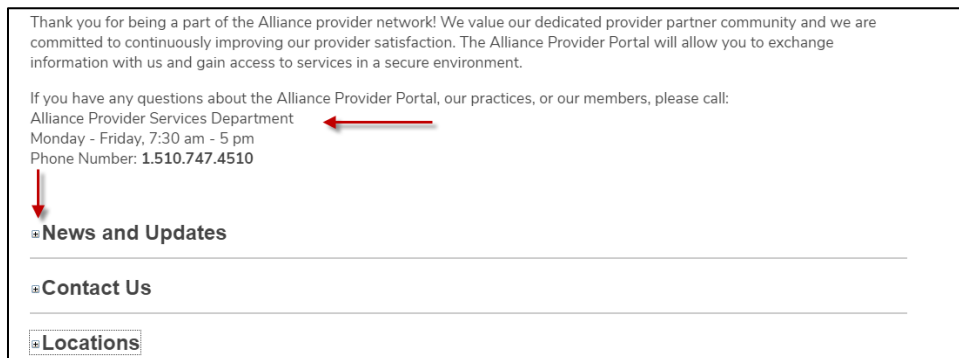 Thank you for being a part of the Alliance provider network! We value our dedicated provider partner community and we are
committed to continuously improving our provider satisfaction. The Alliance Provider Portal will allow you to exchange
information with us and gain access to services in a secure environment.
If you have any questions about the Alliance Provider Portal, our practices, or our members, please call:
Alliance Provider Services Department
Monday - Friday, 7:30 am - 5 pm
Phone Number: 1.510.747.4510
News and Updates
Contact Us
Locations